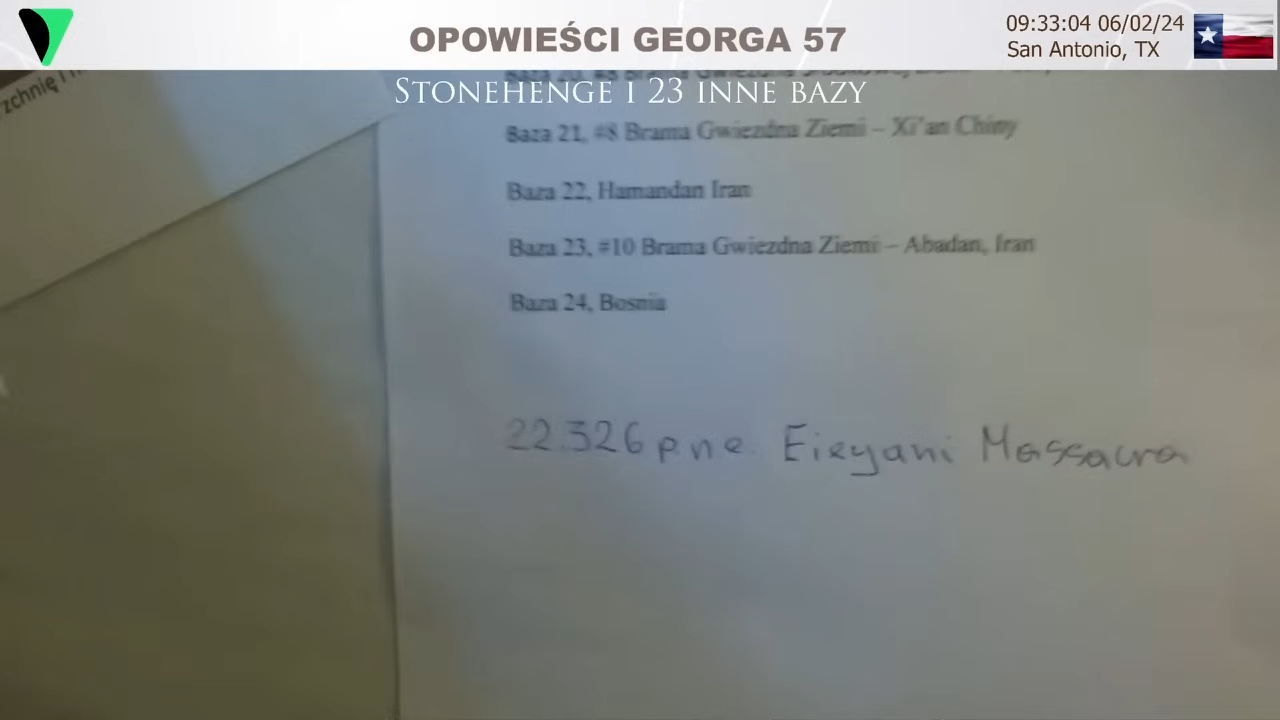 OPOWIEŚCI GEORGA 57
09:33:04 06/02/24
San Antonio, TX
zchnię i
STONEHENGE I 23 INNE BAZY
Baza 21, #8 Brama Gwiezdna Ziemi – Xi'an Chiny
Baza 22, Hamandan Iran
Baza 23, #10 Brama Gwiezdna Ziemi – Abadan, Iran
Baza 24, Bosnia
22.326 p.n.e. Eieyani Massacra